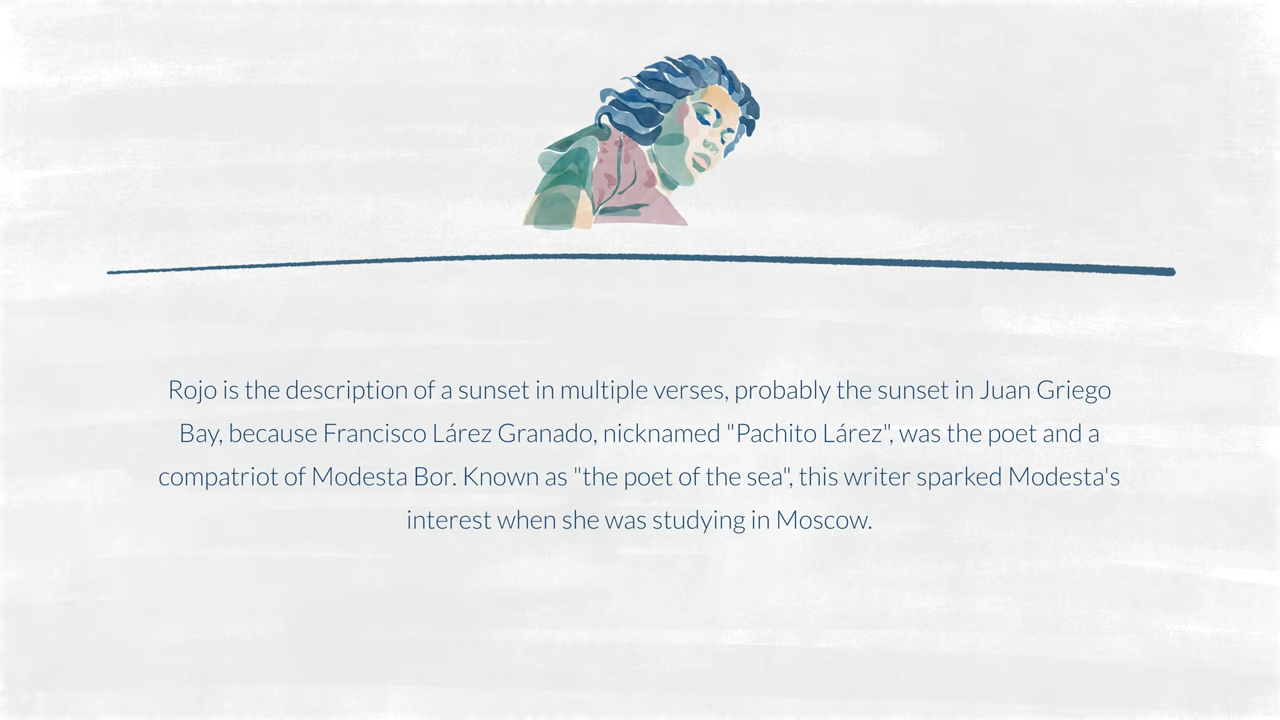 Rojo is the description of a sunset in multiple verses, probably the sunset in Juan Griego
Bay, because Francisco Lárez Granado, nicknamed "Pachito Lárez", was the poet and a
compatriot of Modesta Bor. Known as "the poet of the sea", this writer sparked Modesta's
interest when she was studying in Moscow.